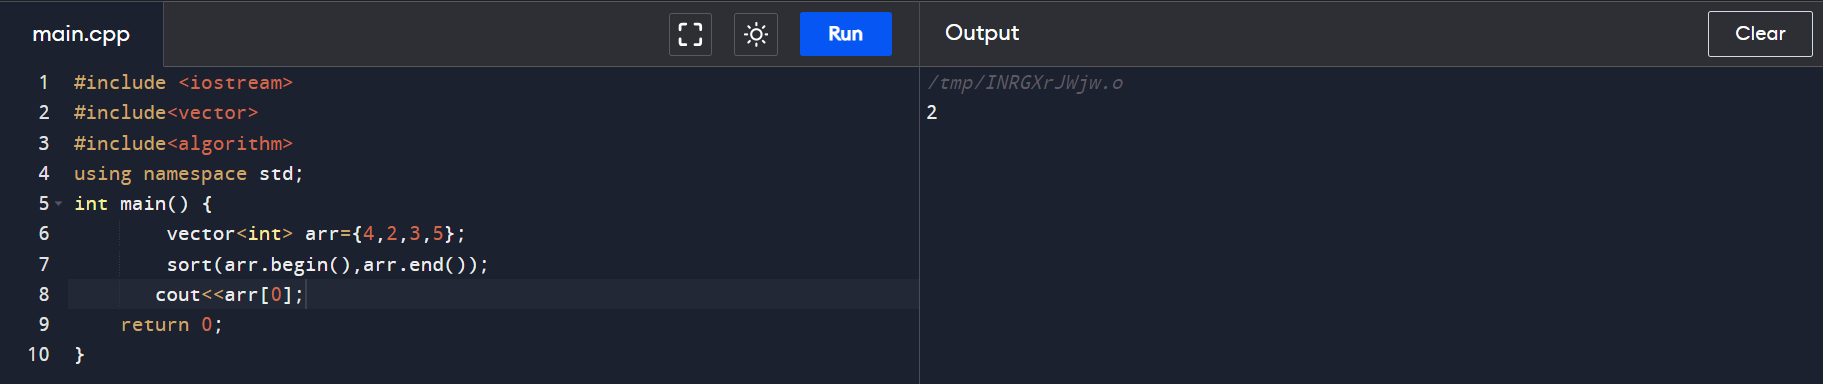 main.cpp
Run
Output
Clear
1 #include <iostream>
2 #include<vector>
3 #include<algorithm>
4 using namespace std;
5 int main() {
6 vector<int> arr={4,2,3,5};
7 sort(arr.begin(),arr.end());
8 cout<<arr[0];
9 return 0;
10 }
/tmp/INRGXrJWjw.o
2